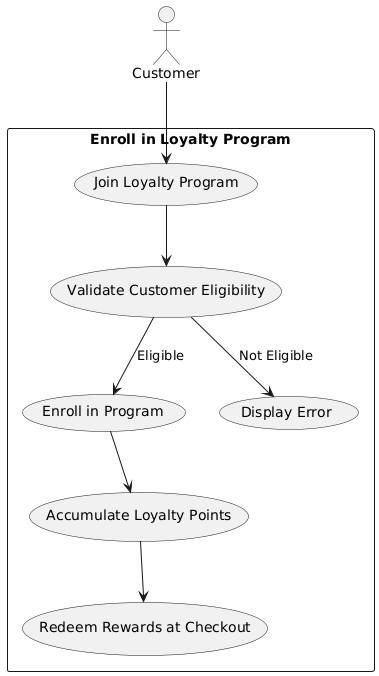 Customer
Enroll in Loyalty Program
Join Loyalty Program
Validate Customer Eligibility
Eligible
Not Eligible
Enroll in Program
Display Error
Accumulate Loyalty Points
Redeem Rewards at Checkout